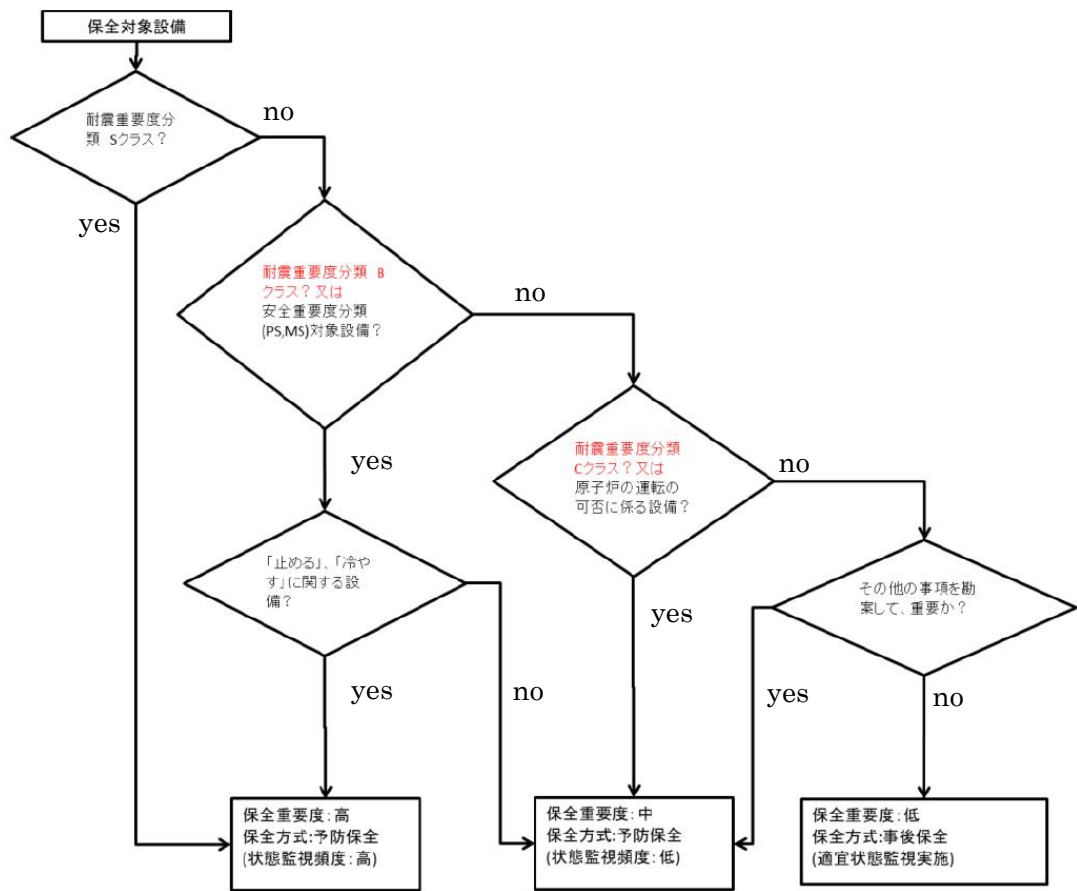 保全対象設備
耐震重要度分
類 Sクラス？
no
yes
耐震重要度分類 B
クラス？又は
安全重要度分類
(PS,MS)対象設備？
no
yes
耐震重要度分類
Cクラス？又は
原子炉の運転の
可否に係る設備？
no
yes
「止める」、「冷や
す」に関する設
備？
yes
no
その他の事項を勘
案して、重要か？
yes
no
保全重要度：高
保全方式:予防保全
(状態監視頻度：高)
保全重要度：中
保全方式:予防保全
(状態監視頻度：低)
保全重要度：低
保全方式:事後保全
(適宜状態監視実施)